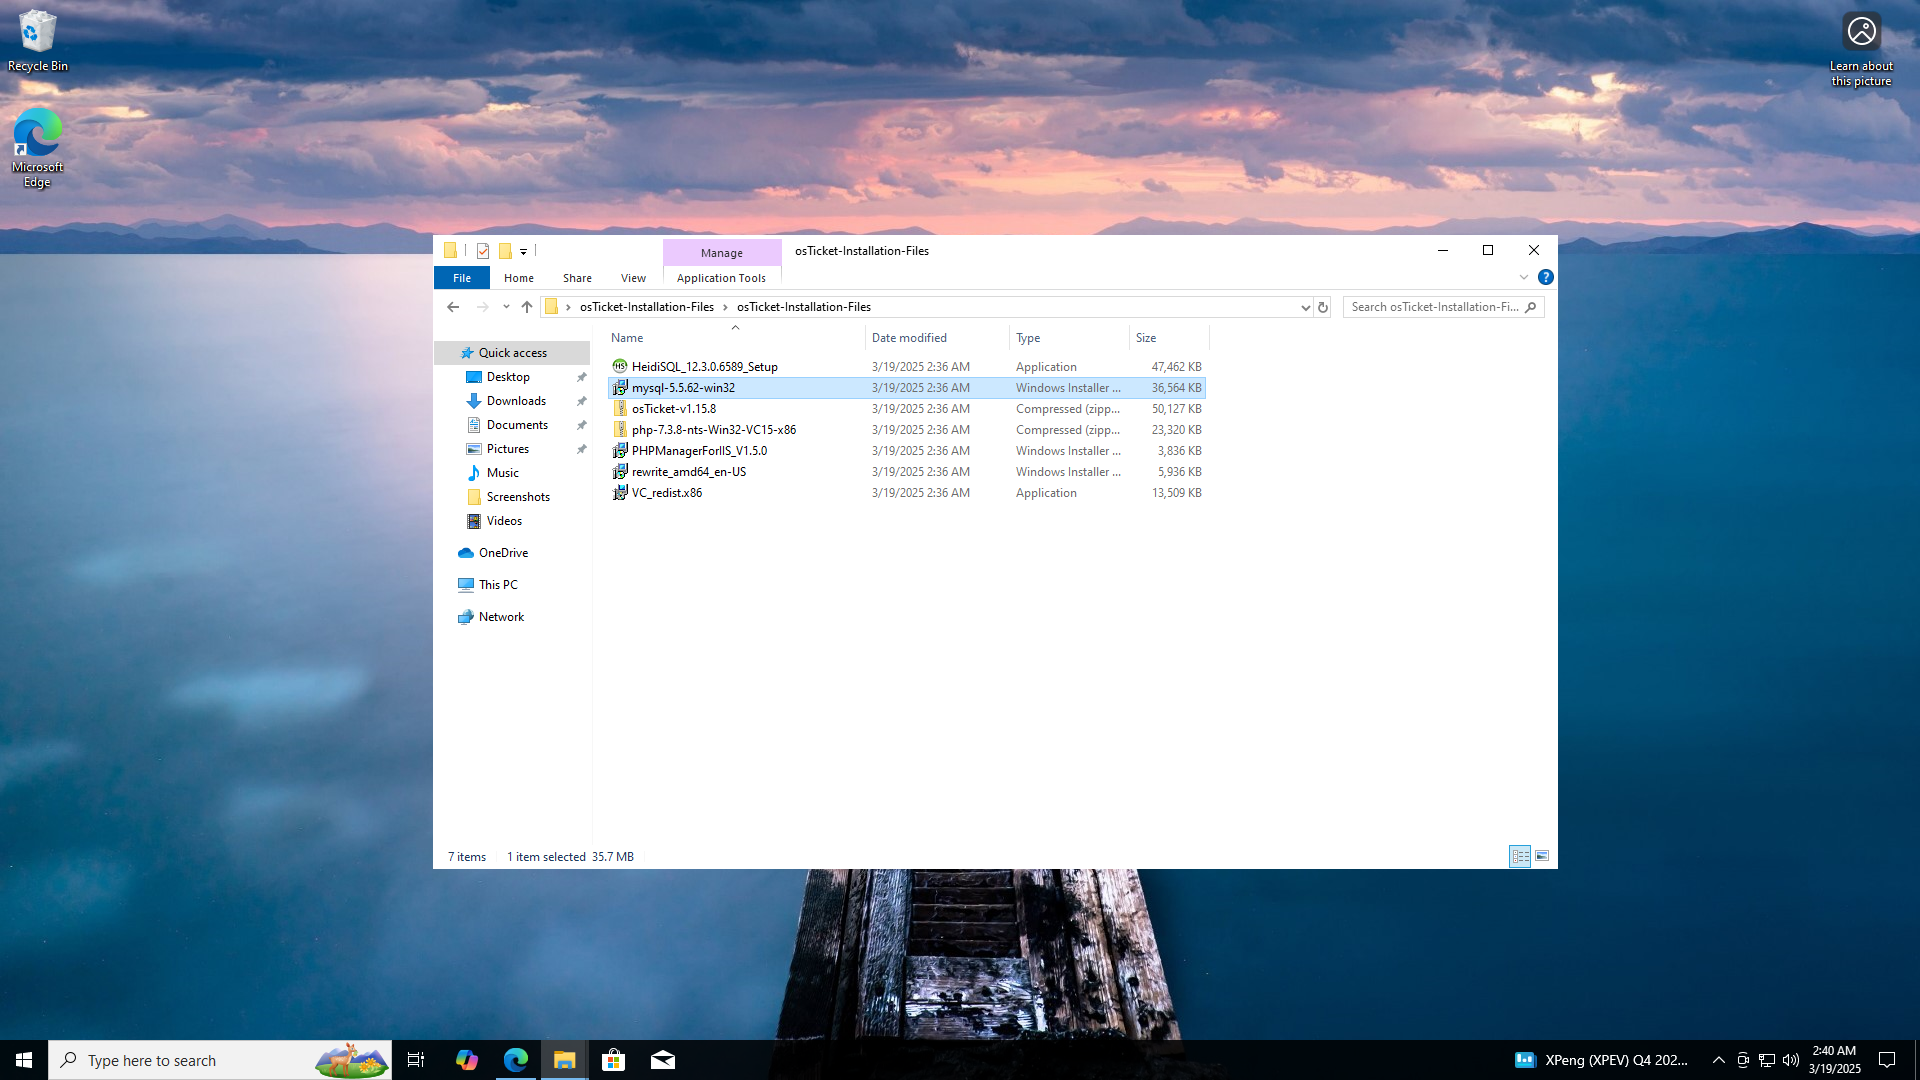 Recycle Bin
Microsoft
Edge
Learn about
this picture
Manage
osTicket-Installation-Files
File
Home
Share
View
Application Tools
osTicket-Installation-Files
osTicket-Installation-Files
Search osTicket-Installation-Fi...
Name
Date modified
Type
Size
Quick access
Desktop
Downloads
Documents
Pictures
Music
Screenshots
Videos
OneDrive
This PC
Network
HeidiSQL_12.3.0.6589_Setup 3/19/2025 2:36 AM Application 47,462 KB
mysql-5.5.62-win32 3/19/2025 2:36 AM Windows Installer ... 36,564 KB
osTicket-v1.15.8 3/19/2025 2:36 AM Compressed (zipp... 50,127 KB
php-7.3.8-nts-Win32-VC15-x86 3/19/2025 2:36 AM Compressed (zipp... 23,320 KB
PHPManagerForIIS_V1.5.0 3/19/2025 2:36 AM Windows Installer ... 3,836 KB
rewrite_amd64_en-US 3/19/2025 2:36 AM Windows Installer ... 5,936 KB
VC_redist.x86 3/19/2025 2:36 AM Application 13,509 KB
7 items 1 item selected 35.7 MB
Type here to search
XPeng (XPEV) Q4 202...
2:40 AM
3/19/2025